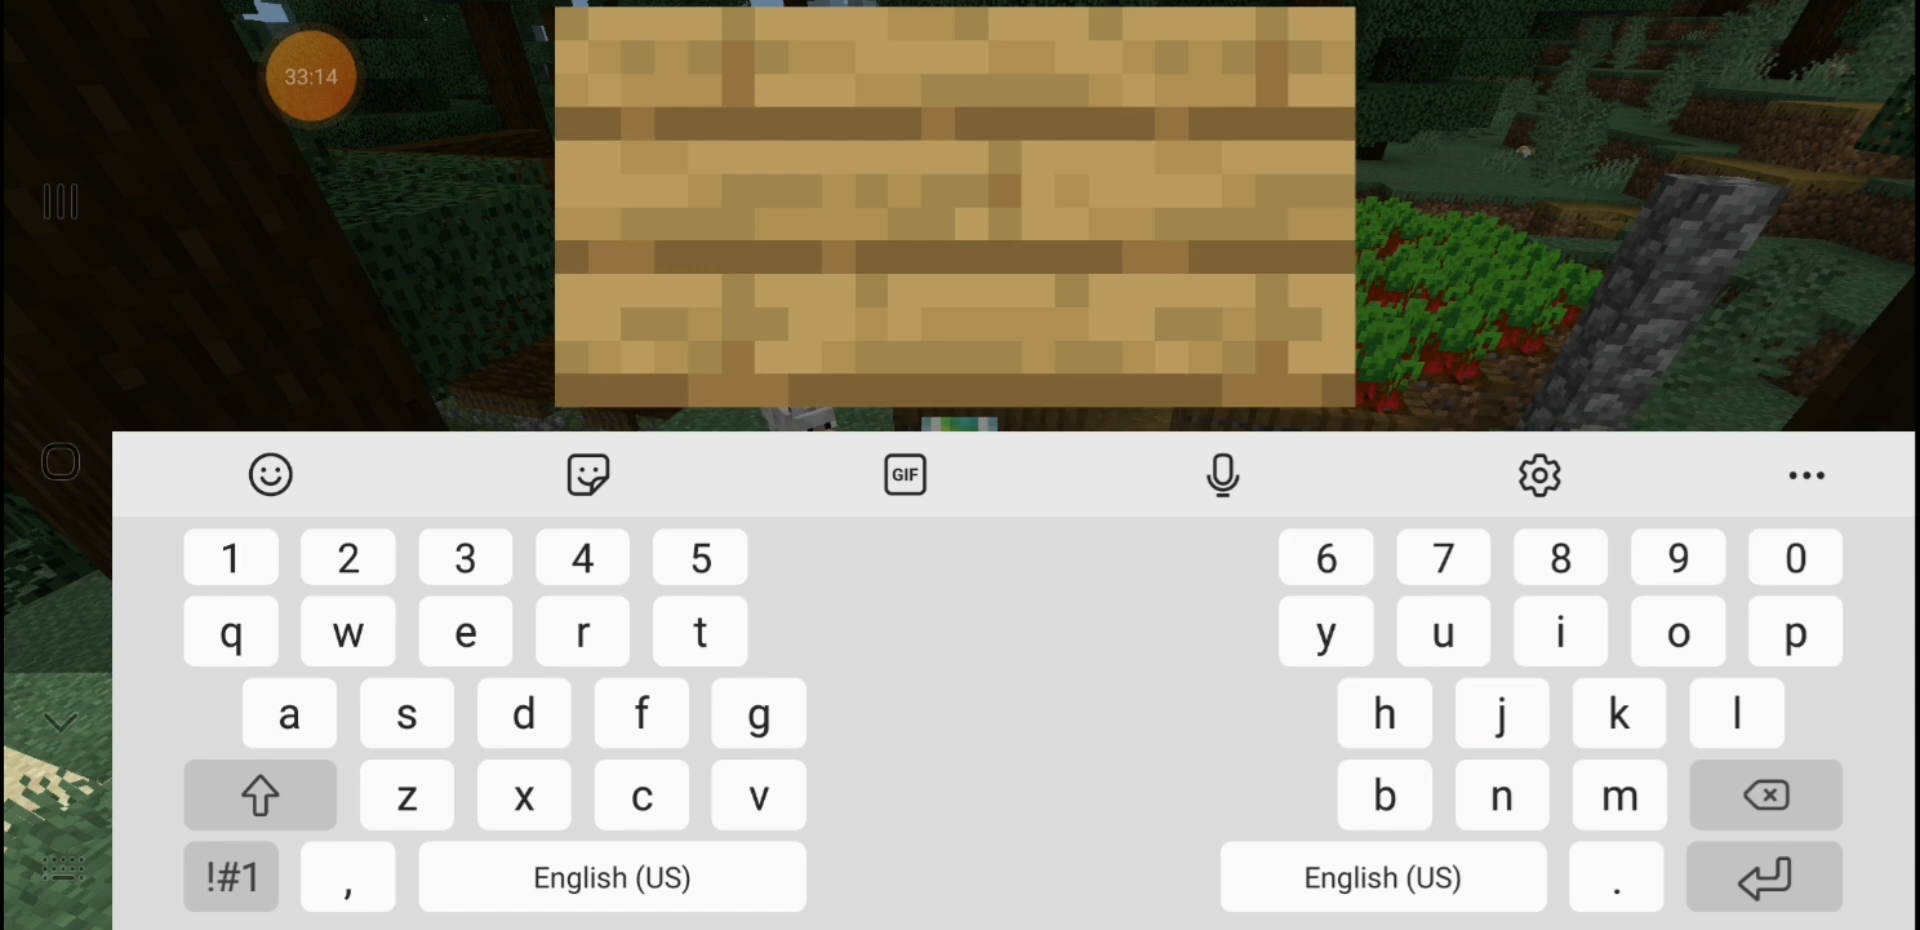 33:14
GIF
1 2 3 4 5 6 7 8 9 0
q w e r t y u i o p
a s d f g h j k l
z x c v b n m
!#1 , English (US) English (US) .